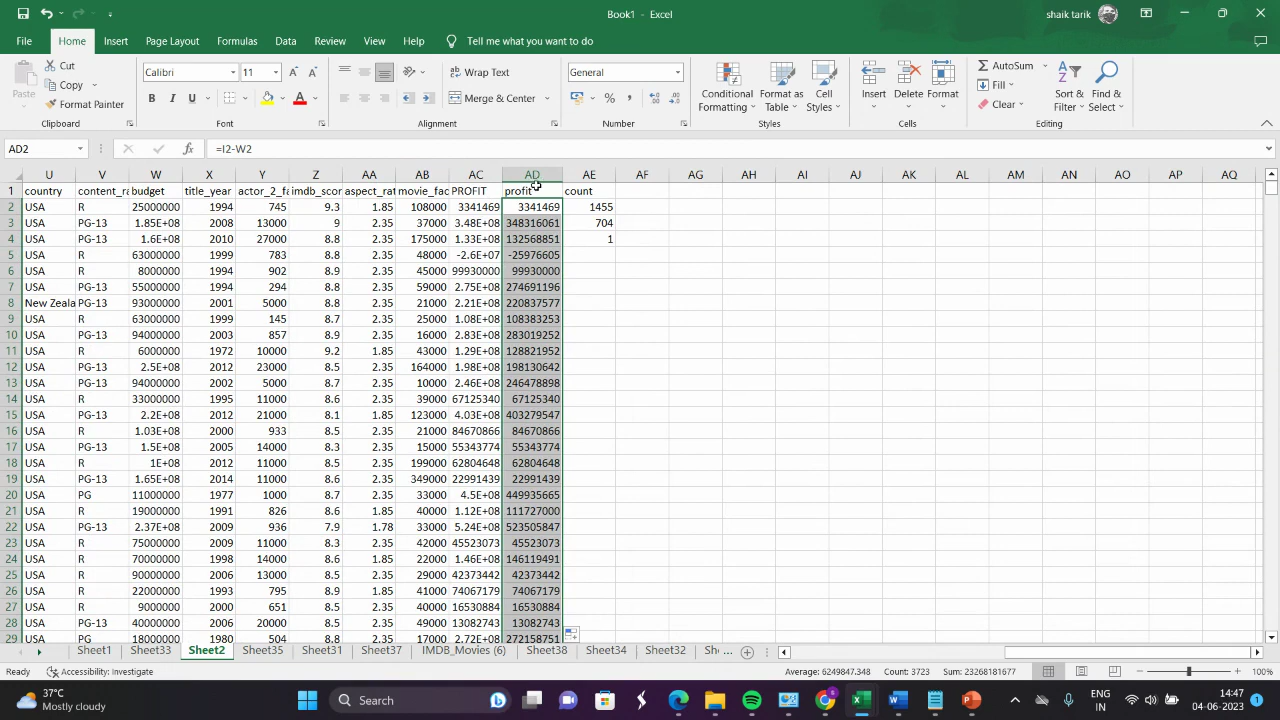 Book1 - Excel
shaik tarik
File Home Insert Page Layout Formulas Data Review View Help Tell me what you want to do
Paste
Cut
Copy
Format Painter
Clipboard
Calibri 11
B I U
Font
Wrap Text
Merge & Center
Alignment
General
Number
Conditional Formatting
Format as Table
Cell Styles
Styles
Insert Delete Format
Cells
AutoSum
Fill
Clear
Sort & Filter
Find & Select
Editing
AD2 fx =I2-W2
U V W X Y Z AA AB AC AD AE AF AG AH AI AJ AK AL AM AN AO AP AQ
1 country content_ra budget title_year actor_2_fa imdb_scor aspect_rat movie_fac PROFIT profit count
2 USA R 25000000 1994 745 9.3 1.85 108000 3341469 3341469 1455
3 USA PG-13 1.85E+08 2008 13000 9 2.35 37000 3.48E+08 348316061 704
4 USA PG-13 1.6E+08 2010 27000 8.8 2.35 175000 1.33E+08 132568851 1
5 USA R 63000000 1999 783 8.8 2.35 48000 -2.6E+07 -25976605
6 USA R 8000000 1994 902 8.9 2.35 45000 99930000 99930000
7 USA PG-13 55000000 1994 294 8.8 2.35 59000 2.75E+08 274691196
8 New Zeala PG-13 93000000 2001 5000 8.8 2.35 21000 2.21E+08 220837577
9 USA R 63000000 1999 145 8.7 2.35 25000 1.08E+08 108383253
10 USA PG-13 94000000 2003 857 8.9 2.35 16000 2.83E+08 283019252
11 USA R 6000000 1972 10000 9.2 1.85 43000 1.29E+08 128821952
12 USA PG-13 2.5E+08 2012 23000 8.5 2.35 164000 1.98E+08 198130642
13 USA PG-13 94000000 2002 5000 8.7 2.35 10000 2.46E+08 246478898
14 USA R 33000000 1995 11000 8.6 2.35 39000 67125340 67125340
15 USA PG-13 2.2E+08 2012 21000 8.1 1.85 123000 4.03E+08 403279547
16 USA R 1.03E+08 2000 933 8.5 2.35 21000 84670866 84670866
17 USA PG-13 1.5E+08 2005 14000 8.3 2.35 15000 55343774 55343774
18 USA R 1E+08 2012 11000 8.5 2.35 199000 62804648 62804648
19 USA PG-13 1.65E+08 2014 11000 8.6 2.35 349000 22991439 22991439
20 USA PG 11000000 1977 1000 8.7 2.35 33000 4.5E+08 449935665
21 USA R 19000000 1991 826 8.6 1.85 40000 1.12E+08 111727000
22 USA PG-13 2.37E+08 2009 936 7.9 1.78 33000 5.24E+08 523505847
23 USA R 75000000 2009 11000 8.3 2.35 42000 45523073 45523073
24 USA R 70000000 1998 14000 8.6 1.85 22000 1.46E+08 146119491
25 USA R 90000000 2006 13000 8.5 2.35 29000 42373442 42373442
26 USA R 22000000 1993 795 8.9 1.85 41000 74067179 74067179
27 USA R 9000000 2000 651 8.5 2.35 40000 16530884 16530884
28 USA PG-13 40000000 2006 20000 8.5 2.35 49000 13082743 13082743
29 USA PG 18000000 1980 504 8.8 2.35 17000 2.72E+08 272158751
Sheet1 Sheet33 Sheet2 Sheet35 Sheet31 Sheet37 IMDB_Movies (6) Sheet38 Sheet34 Sheet32 Sh ...
Ready Accessibility: Investigate Average: 6249847.348 Count: 3723 Sum: 23268181677 100%
37°C
Mostly cloudy
Search
ENG
IN
14:47
04-06-2023